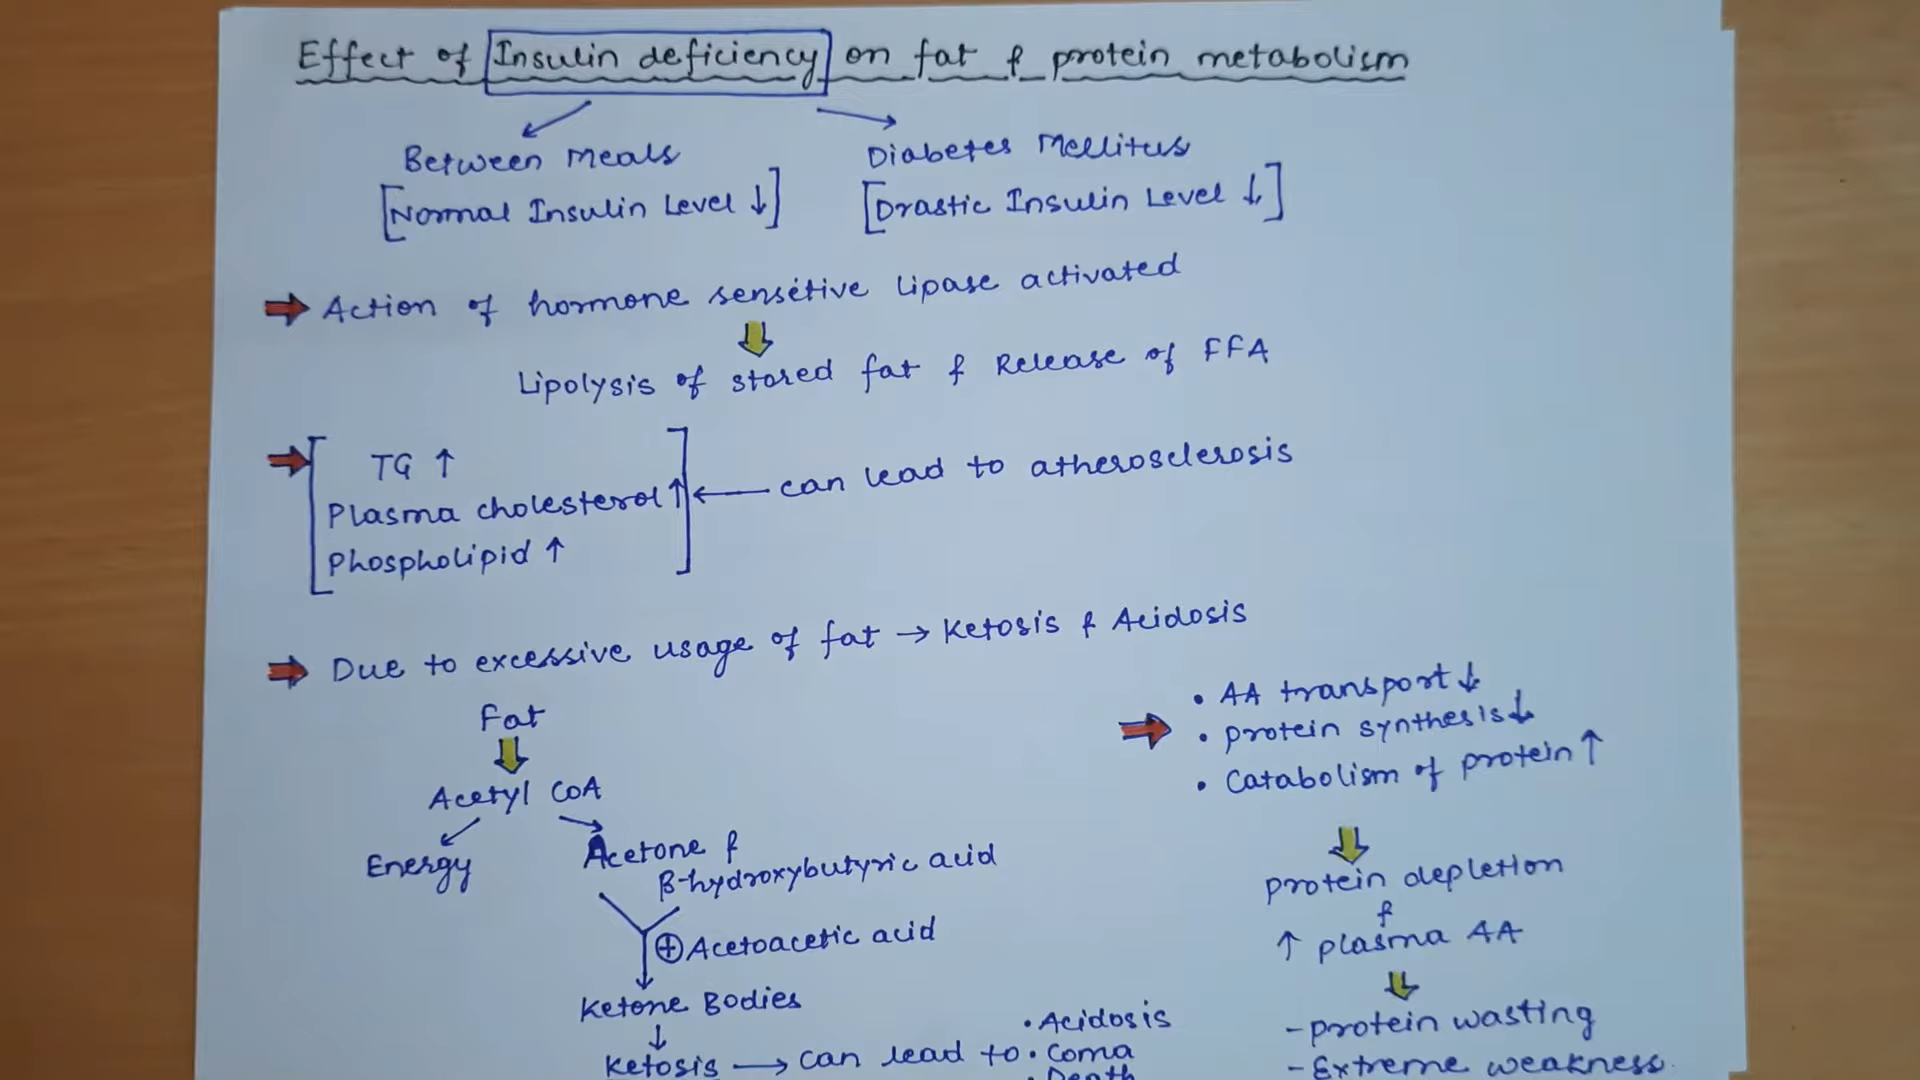 Effect of Insulin deficiency on fat & protein metabolism
Between Meals
[Normal Insulin Level ↓]
Diabetes Mellitus
[Drastic Insulin Level ↓]
⇒ Action of hormone sensitive Lipase activated
⇓
Lipolysis of stored fat & Release of FFA
⇒ TG ↑
Plasma cholesterol ↑ ← can lead to atherosclerosis
Phospholipid ↑
⇒ Due to excessive usage of fat → Ketosis & Acidosis
Fat
⇓
Acetyl CoA
Energy
Acetone &
β-hydroxybutyric acid
⊕ Acetoacetic acid
Ketone Bodies
↓
Ketosis → can lead to
• Acidosis
• Coma
• Death
⇒ • AA transport ↓
• protein synthesis ↓
• Catabolism of protein ↑
⇓
protein depletion
&
↑ plasma AA
⇓
- protein wasting
- Extreme weakness